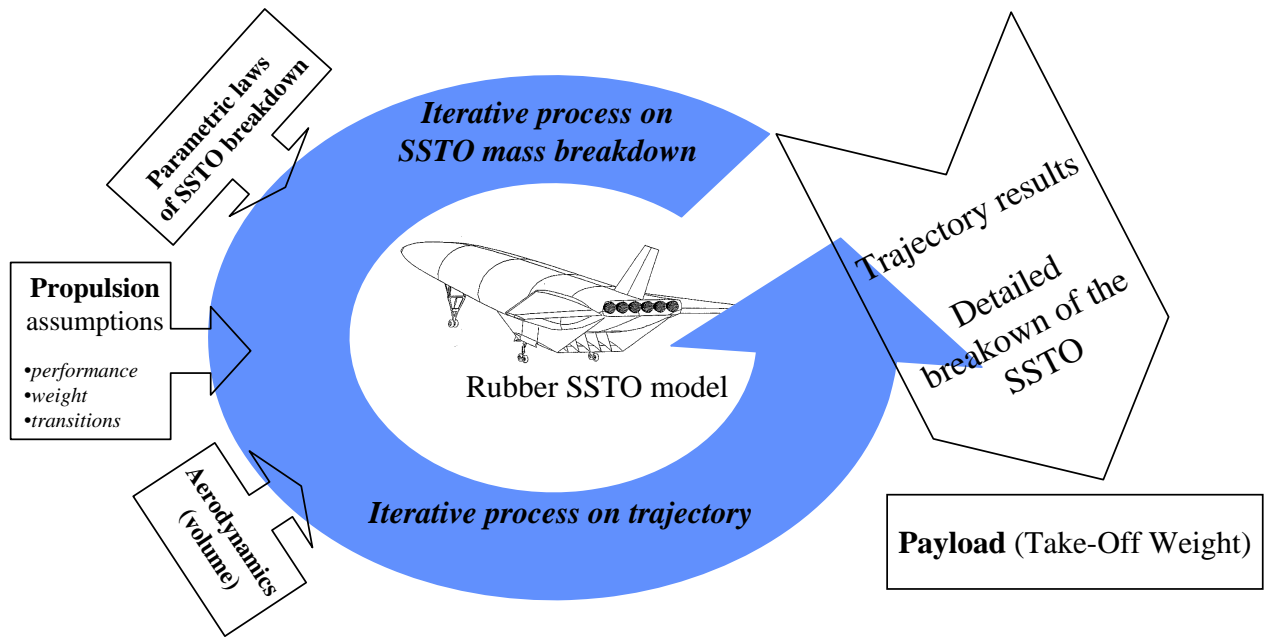 Parametric laws
of SSTO breakdown
Iterative process on
SSTO mass breakdown
Propulsion
assumptions
•performance
•weight
•transitions
Rubber SSTO model
Trajectory results
Detailed
breakown of the
SSTO
Aerodynamics
(volume)
Iterative process on trajectory
Payload (Take-Off Weight)